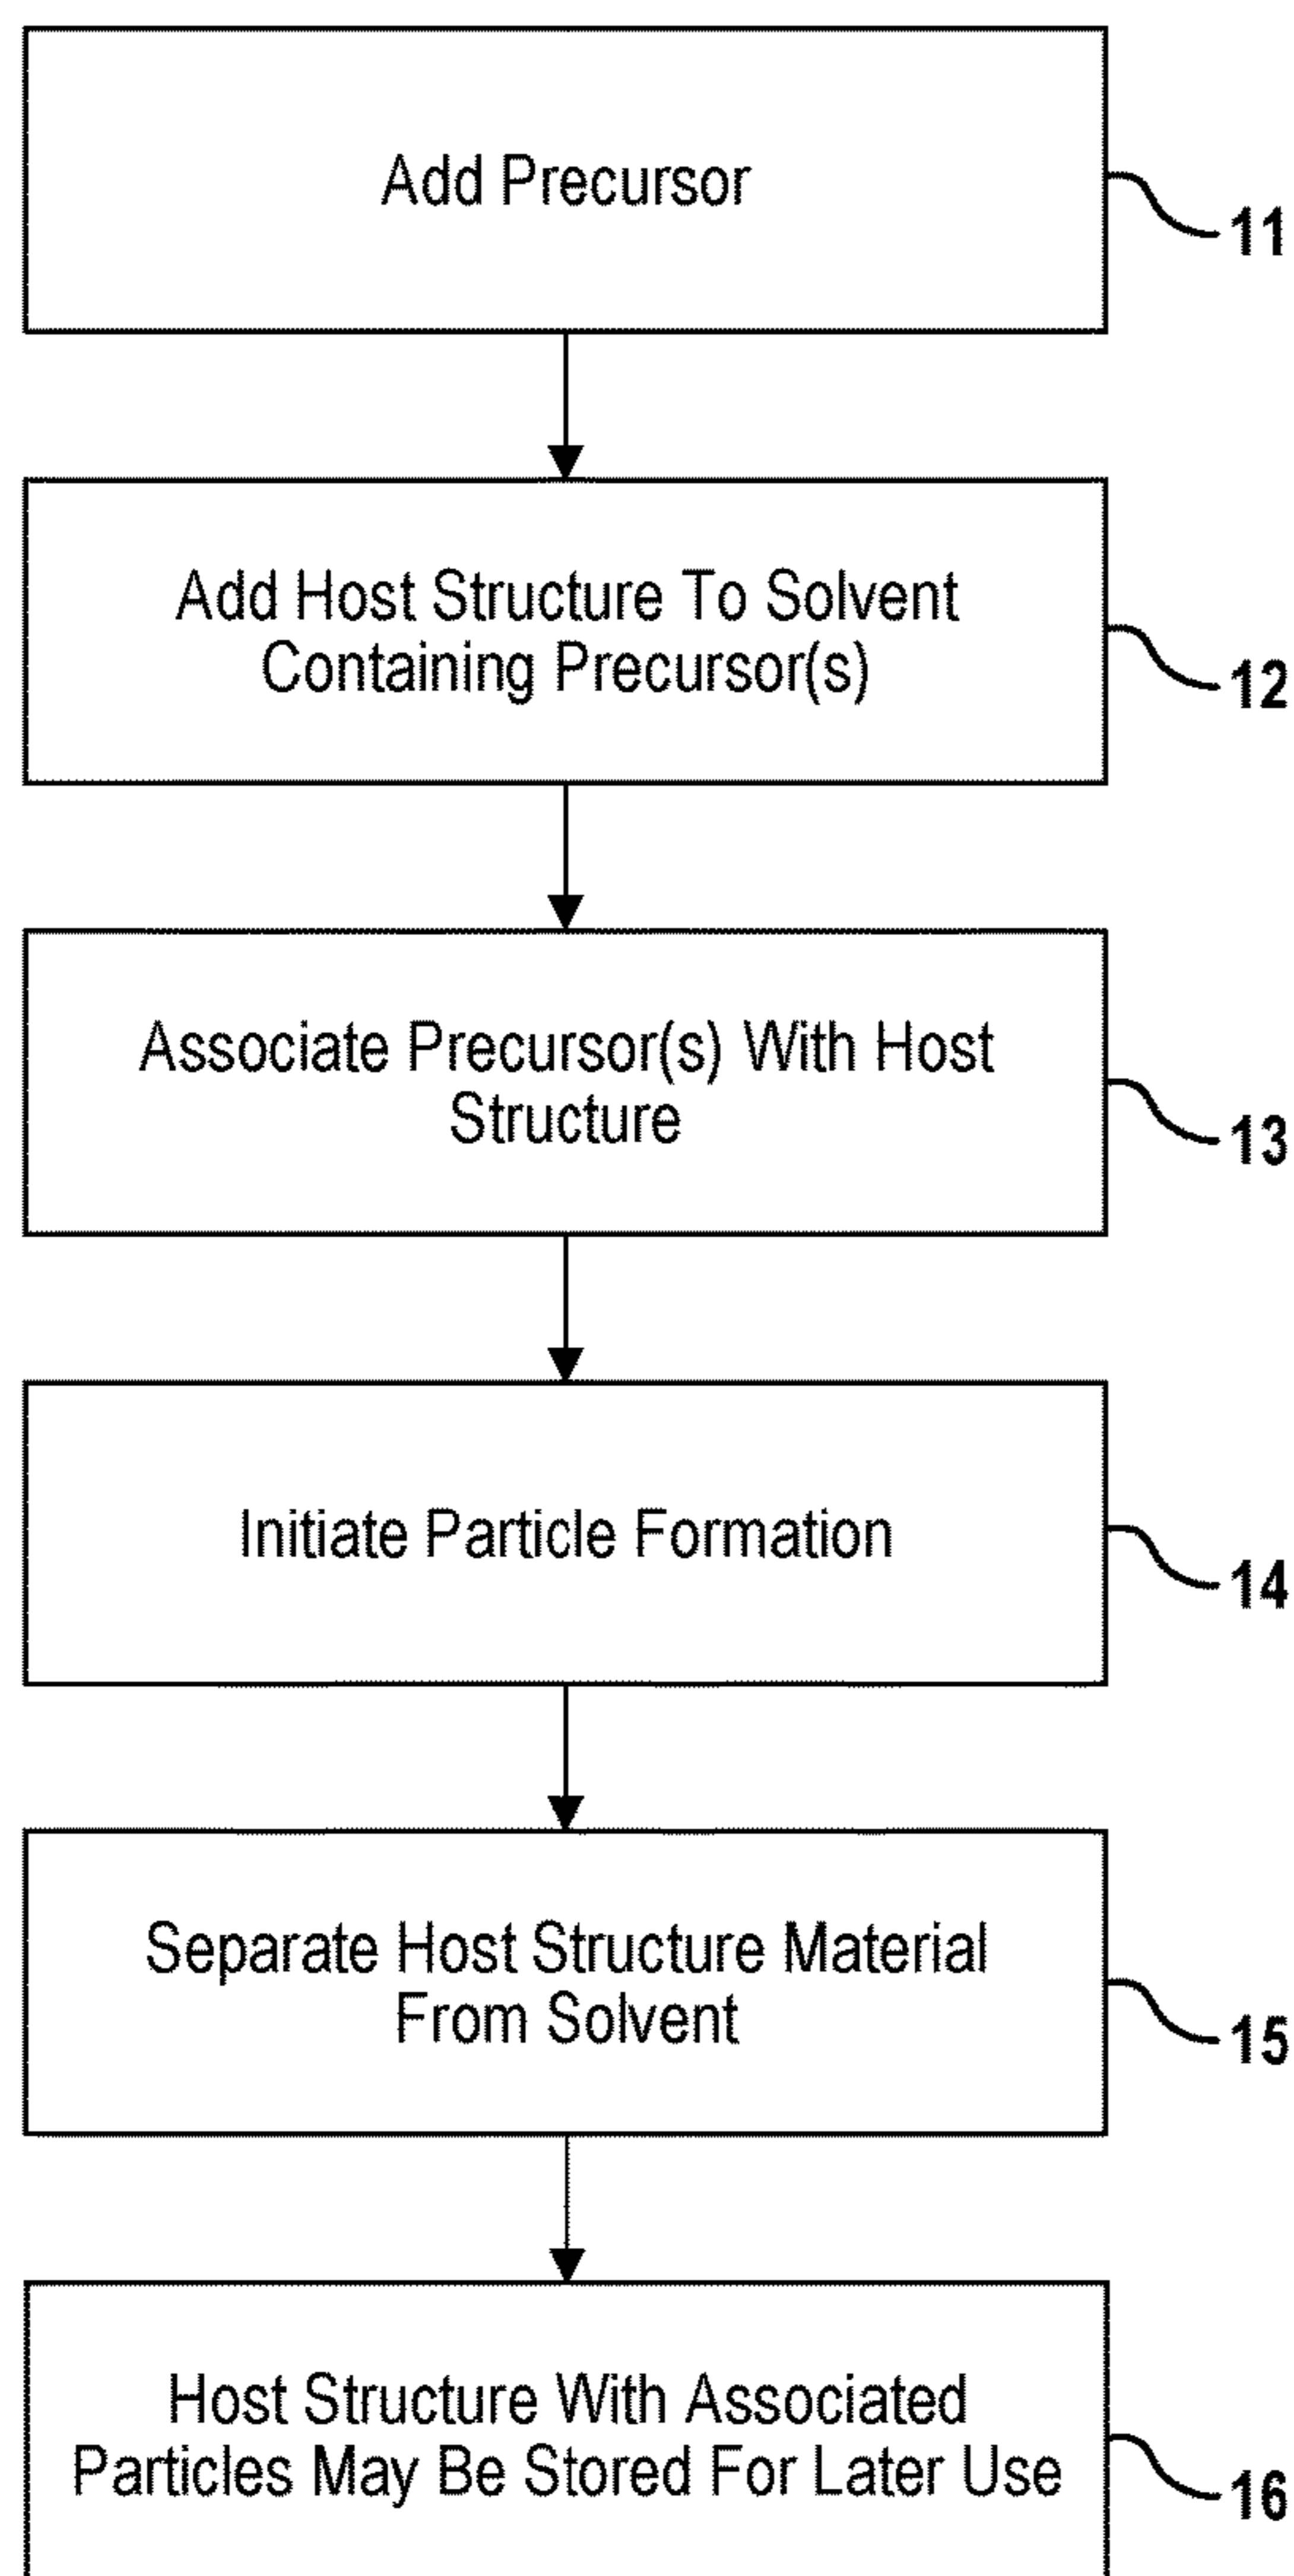 Add Precursor
11
Add Host Structure To Solvent
Containing Precursor(s)
12
Associate Precursor(s) With Host
Structure
13
Initiate Particle Formation
14
Separate Host Structure Material
From Solvent
15
Host Structure With Associated
Particles May Be Stored For Later Use
16